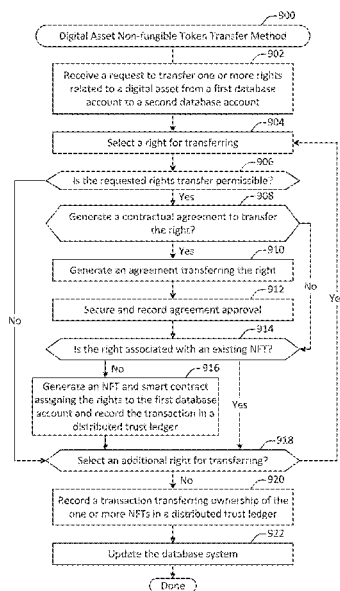 900
Digital Asset Non-fungible Token Transfer Method
902
Receive a request to transfer one or more rights
related to a digital asset from a first database
account to a second database account
904
Select a right for transferring
906
Is the requested rights transfer permissible?
Yes
908
Generate a contractual agreement to transfer
the right?
Yes
910
No
Generate an agreement transferring the right
912
Secure and record agreement approval
914
Is the right associated with an existing NFT?
No
No
916
Generate an NFT and smart contract
assigning the rights to the first database
account and record the transaction in a
distributed trust ledger
Yes
Ye
918
Select an additional right for transferring?
No
920
Record a transaction transferring ownership of the
one or more NFTs in a distributed trust ledger
922
Update the database system
Done